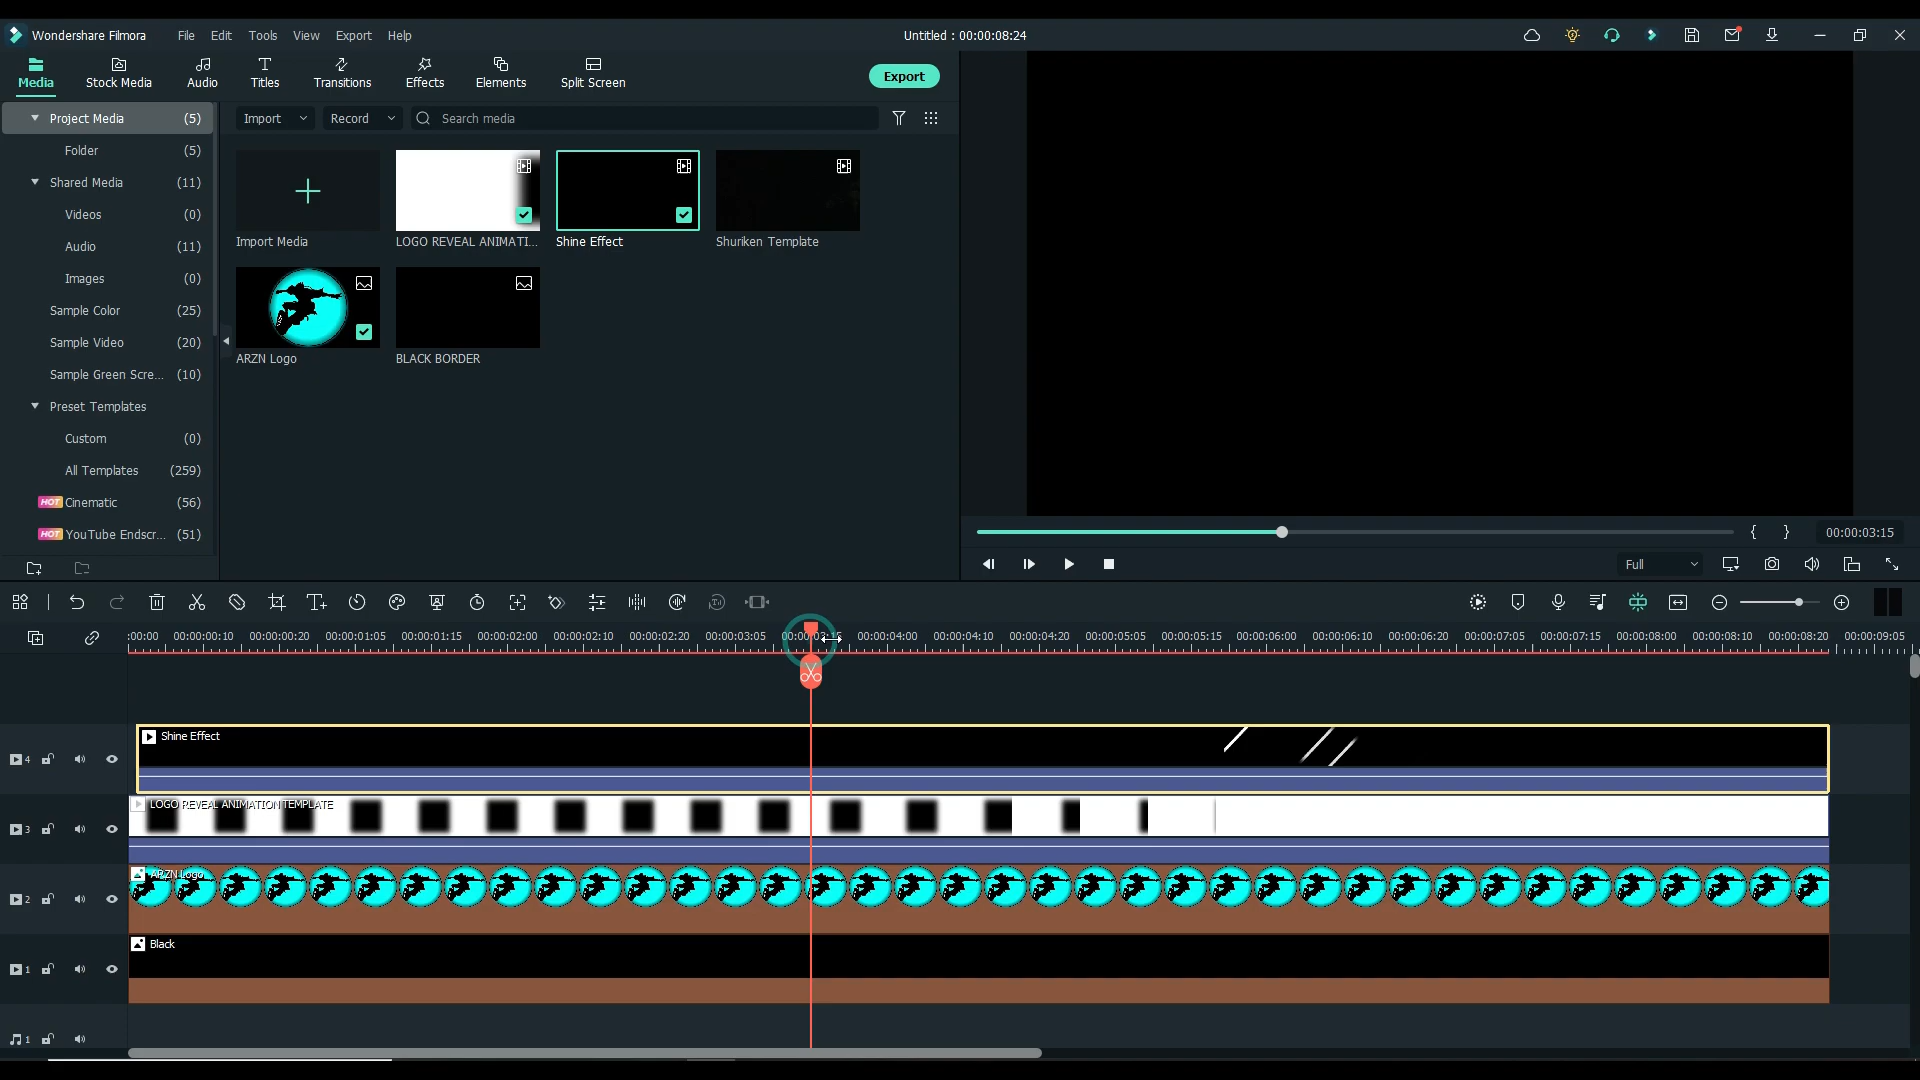 Wondershare Filmora
File Edit Tools View Export Help
Untitled : 00:00:08:24
Media Stock Media Audio Titles Transitions Effects Elements Split Screen
Export
Project Media (5)
Folder (5)
Shared Media (11)
Videos (0)
Audio (11)
Images (0)
Sample Color (25)
Sample Video (20)
Sample Green Scre... (10)
Preset Templates
Custom (0)
All Templates (259)
HOT Cinematic (56)
HOT YouTube Endscr... (51)
Import Record Search media
Import Media LOGO REVEAL ANIMATI... Shine Effect Shuriken Template
ARZN Logo BLACK BORDER
{ } 00:00:03:15
Full
:00:00 00:00:00:10 00:00:00:20 00:00:01:05 00:00:01:15 00:00:02:00 00:00:02:10 00:00:02:20 00:00:03:05 00:00:03:15 00:00:04:00 00:00:04:10 00:00:04:20 00:00:05:05 00:00:05:15 00:00:06:00 00:00:06:10 00:00:06:20 00:00:07:05 00:00:07:15 00:00:08:00 00:00:08:10 00:00:08:20 00:00:09:05
Shine Effect
4
LOGO REVEAL ANIMATION TEMPLATE
3
ARZN Logo
2
Black
1
1